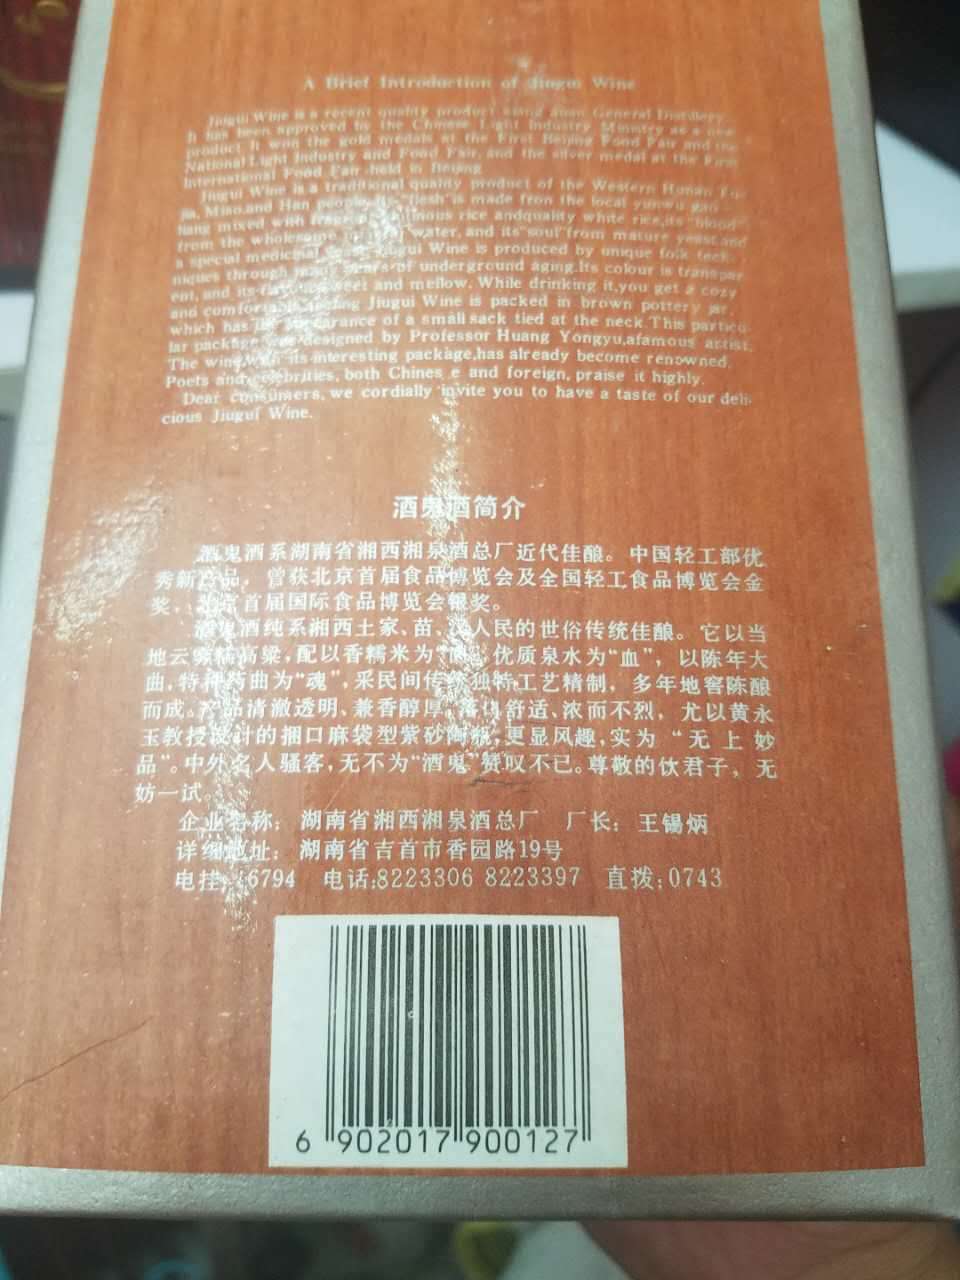 A Brief Introduction of Jiugui Wine
Jiugui Wine is a recent quality product General Distillery.
It has been approved by the Chinese Light Industry Ministry as a new
product. It won the gold medals at the First Beijing Food Fair and the
National Light Industry and Food Fair, and the silver medal at the First
International Food Fair held in Beijing.
Jiugui Wine is a traditional quality product of the Western Hunan Tu-
jia, Miao, and Han people. Its "flesh" is made fron the local yunwu gao
liang mixed with rice andquality white rice, its "blood"
from the wholesome water, and its "soul" from mature yeast and
a special medicinal Jiugui Wine is produced by unique folk tech-
niques through of underground aging. Its colour is transpar
ent, and its sweet and mellow. While drinking it, you get a cozy
and comfortable feeling Jiugui Wine is packed in brown pottery jar,
which has appearance of a small sack tied at the neck. This particu-
lar package was designed by Professor Huang Yongyu, afamous artist.
The wine, with its interesting package, has already become renowned.
Poets and celebrities, both Chines e and foreign, praise it highly.
Dear consumers, we cordially invite you to have a taste of our deli-
cious Jiugui Wine.
酒鬼酒简介
酒鬼酒系湖南省湘西湘泉酒总厂近代佳酿。中国轻工部优
秀新产品，曾获北京首届食品博览会及全国轻工食品博览会金
奖、北京首届国际食品博览会银奖。
酒鬼酒纯系湘西土家、苗、汉人民的世俗传统佳酿。它以当
地云雾糯高粱，配以香糯米为“肉”，优质泉水为“血”，以陈年大
曲，特种药曲为“魂”，采民间传统独特工艺精制，多年地窖陈酿
而成。产品清澈透明、兼香醇厚、落口舒适、浓而不烈，尤以黄永
玉教授设计的捆口麻袋型紫砂陶瓶，更显风趣，实为“无上妙
品”。中外名人骚客，无不为“酒鬼”赞叹不已。尊敬的饮君子，无
妨一试。
企业名称：湖南省湘西湘泉酒总厂 厂长：王锡炳
详细地址：湖南省吉首市香园路19号
电挂：6794 电话：8223306 8223397 直拨：0743
6 902017 900127